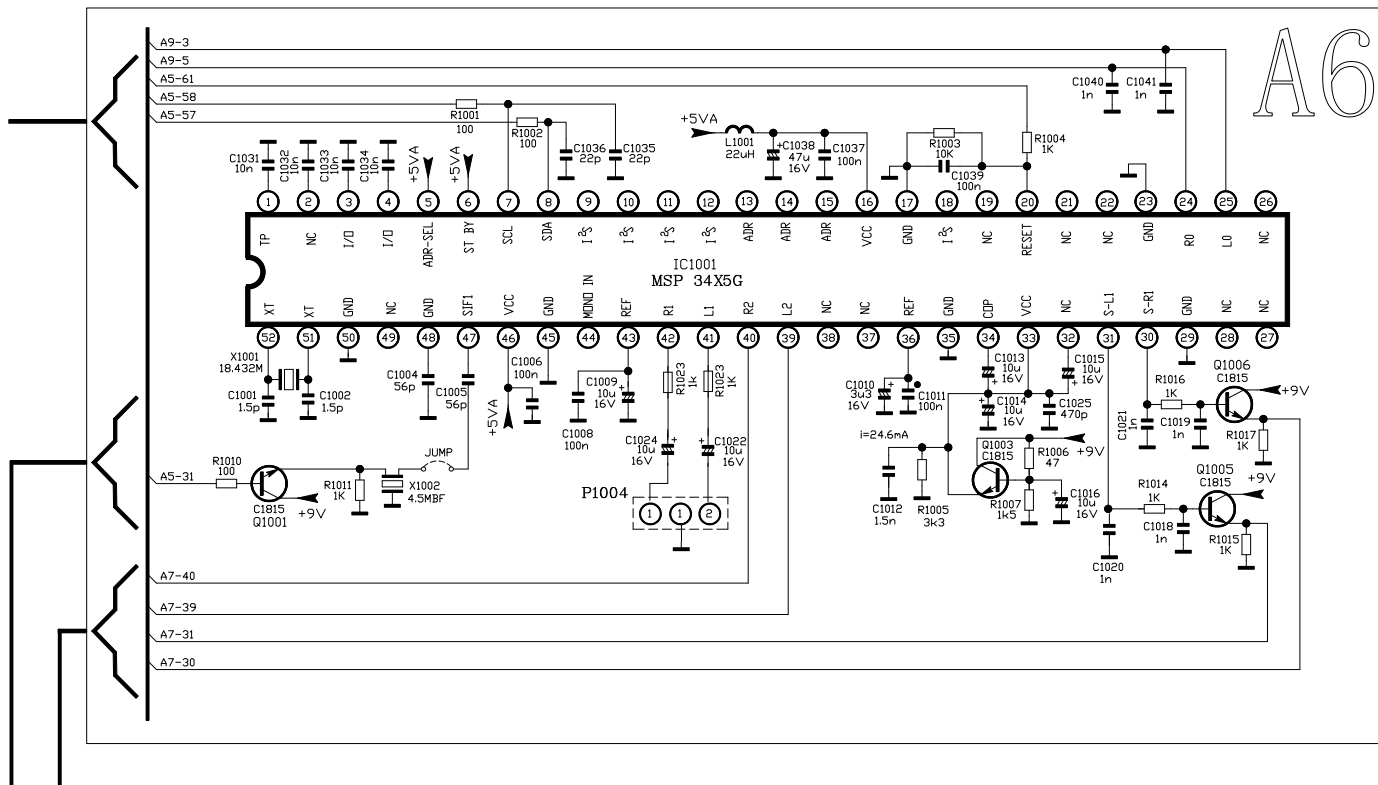 A6
A9-3
A9-5
A5-61
A5-58
A5-57
R1001
100
R1002
100
C1036
22p
C1035
22p
+5VA
L1001
22uH
+
C1038
47u
16V
C1037
100n
R1003
10K
C1039
100n
R1004
1K
C1040
1n
C1041
1n
C1031
10n
C1032
10n
C1033
10n
C1034
10n
+5VA
+5VA
1 2 3 4 5 6 7 8 9 10 11 12 13 14 15 16 17 18 19 20 21 22 23 24 25 26
TP NC I/O I/O ADR-SEL ST BY SCL SDA I²S I²S I²S I²S ADR ADR ADR VCC GND I²S NC RESET NC NC GND RO LO NC
IC1001
MSP 34X5G
XT XT GND NC GND SIF1 VCC GND MONO IN REF R1 L1 R2 L2 NC NC REF GND COP VCC NC S-L1 S-R1 GND NC NC
52 51 50 49 48 47 46 45 44 43 42 41 40 39 38 37 36 35 34 33 32 31 30 29 28 27
X1001
18.432M
C1001
1.5p
C1002
1.5p
C1004
56p
C1005
56p
C1006
100n
+5VA
C1008
100n
C1009
10u
16V
+
R1023
1k
R1023
1K
C1024
10u
16V
+
C1022
10u
16V
+
P1004
1 1 2
C1010
3u3
16V
+
C1011
100n
C1013
10u
16V
+
C1014
10u
16V
+
C1015
10u
16V
+
C1025
470p
i=24.6mA
C1012
1.5n
R1005
3k3
Q1003
C1815
R1006
47
+9V
R1007
1k5
C1016
10u
16V
+
C1021
1n
R1016
1K
C1019
1n
Q1006
C1815
+9V
R1017
1K
Q1005
C1815
+9V
R1014
1K
C1018
1n
R1015
1K
C1020
1n
A5-31
R1010
100
C1815
Q1001
+9V
R1011
1K
X1002
4.5MBF
JUMP
A7-40
A7-39
A7-31
A7-30